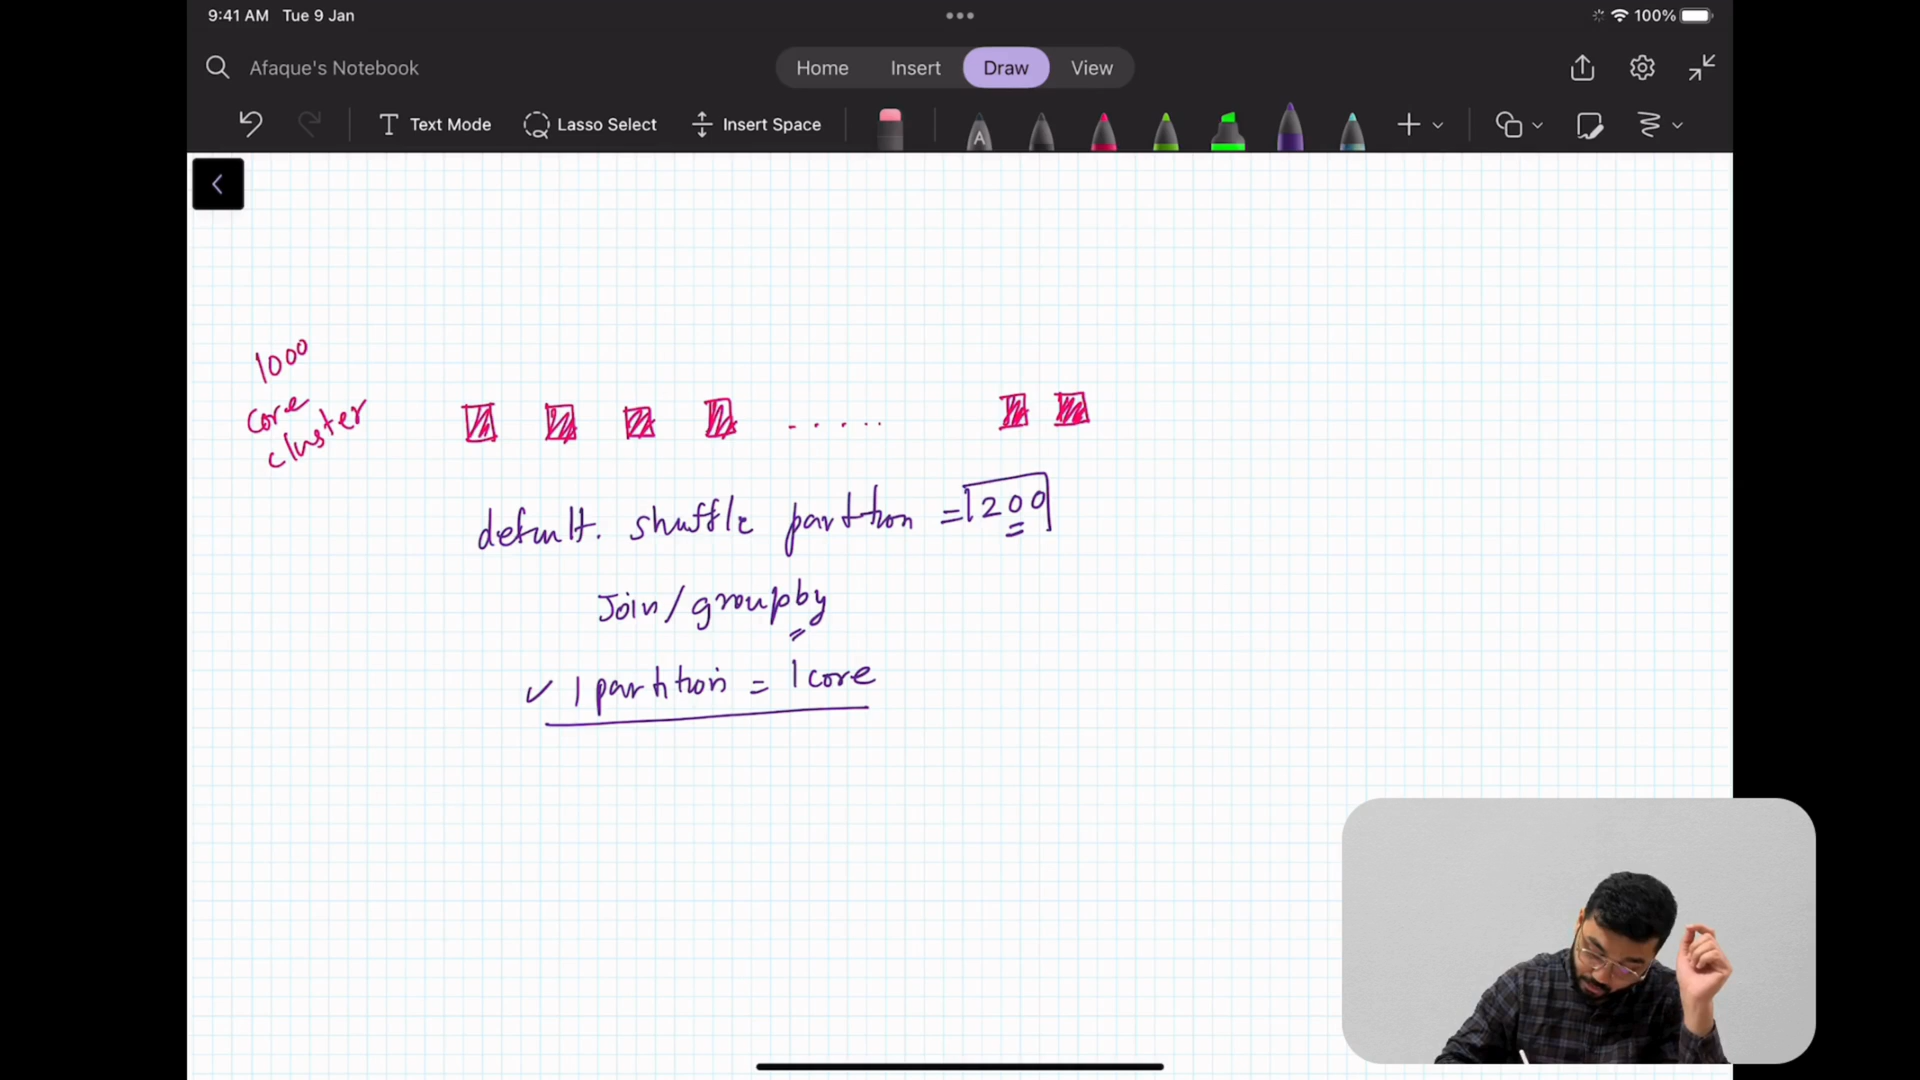 9:41 AM Tue 9 Jan
100%
Afaque's Notebook
Home Insert Draw View
Text Mode Lasso Select Insert Space
A
1000
core
cluster
default. shuffle partition = 200
Join/groupby
✓ 1 partition = 1 core